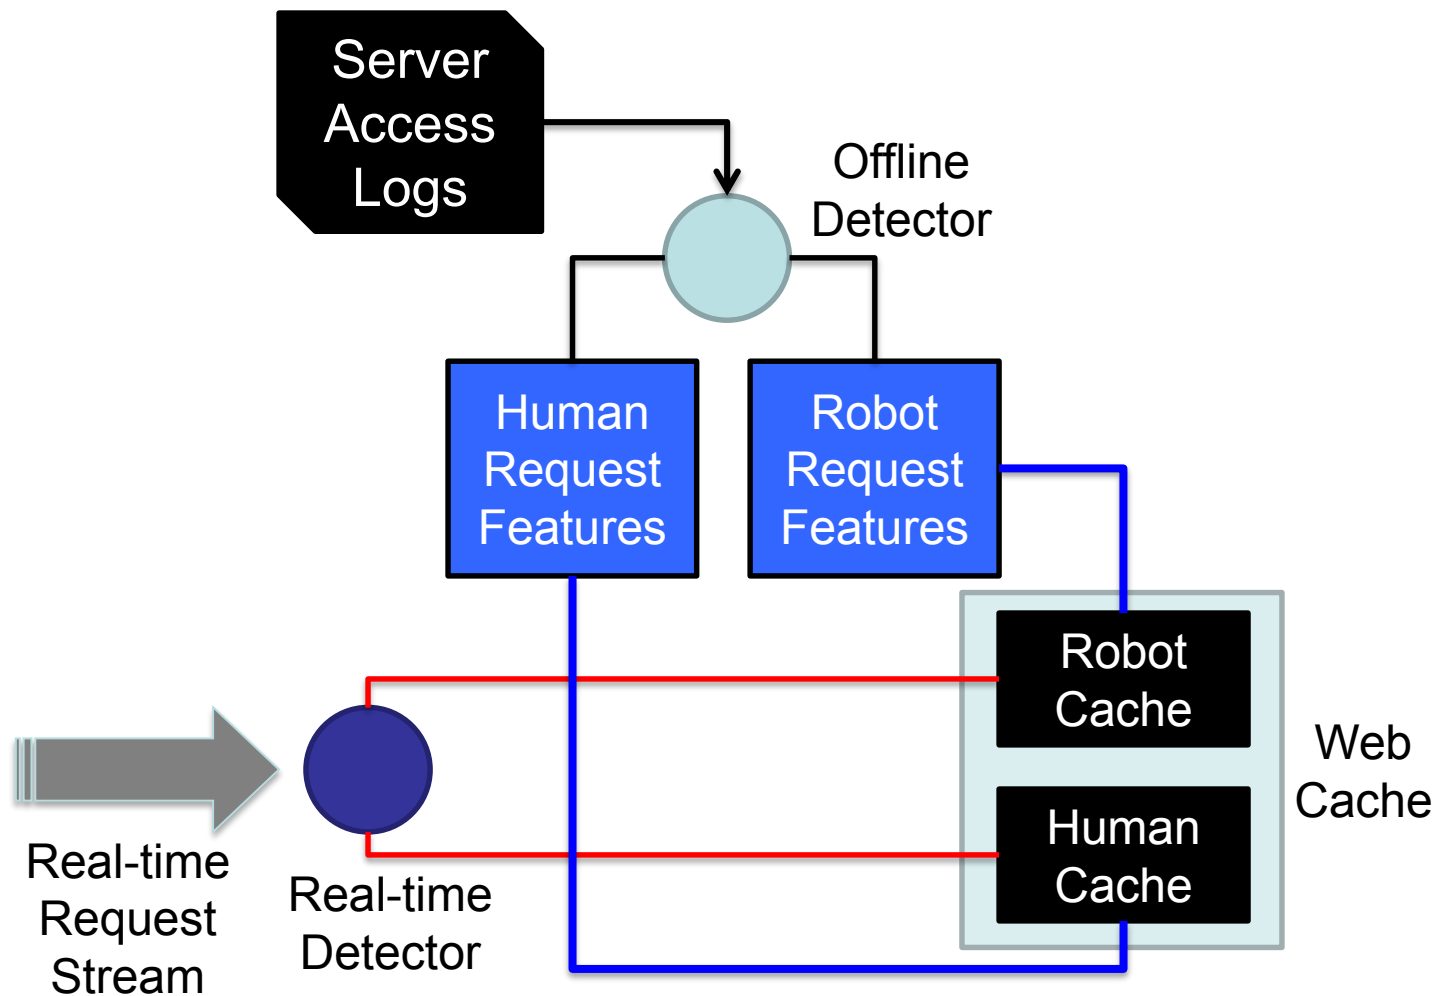 Server
Access
Logs
Offline
Detector
Human
Request
Features
Robot
Request
Features
Robot
Cache
Human
Cache
Web
Cache
Real-time
Request
Stream
Real-time
Detector